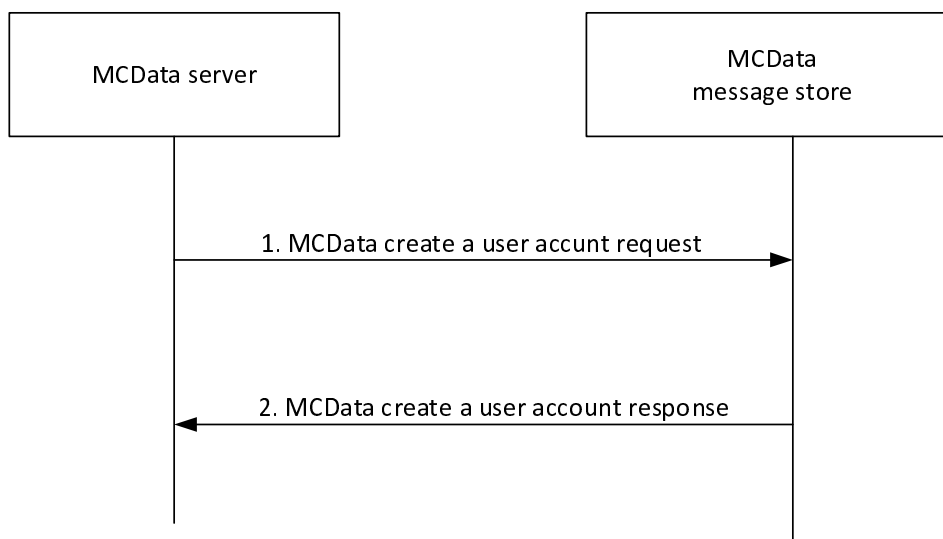 MCData server
MCData
message store
1. MCData create a user accunt request
2. MCData create a user account response